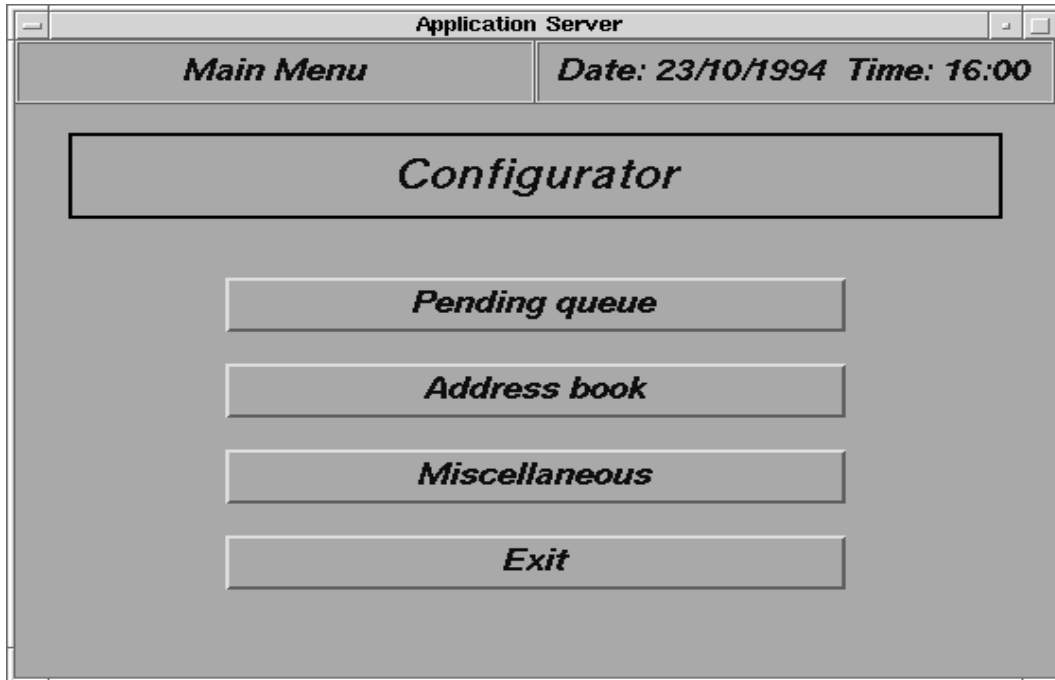 Application Server
Main Menu
Date: 23/10/1994 Time: 16:00
Configurator
Pending queue
Address book
Miscellaneous
Exit